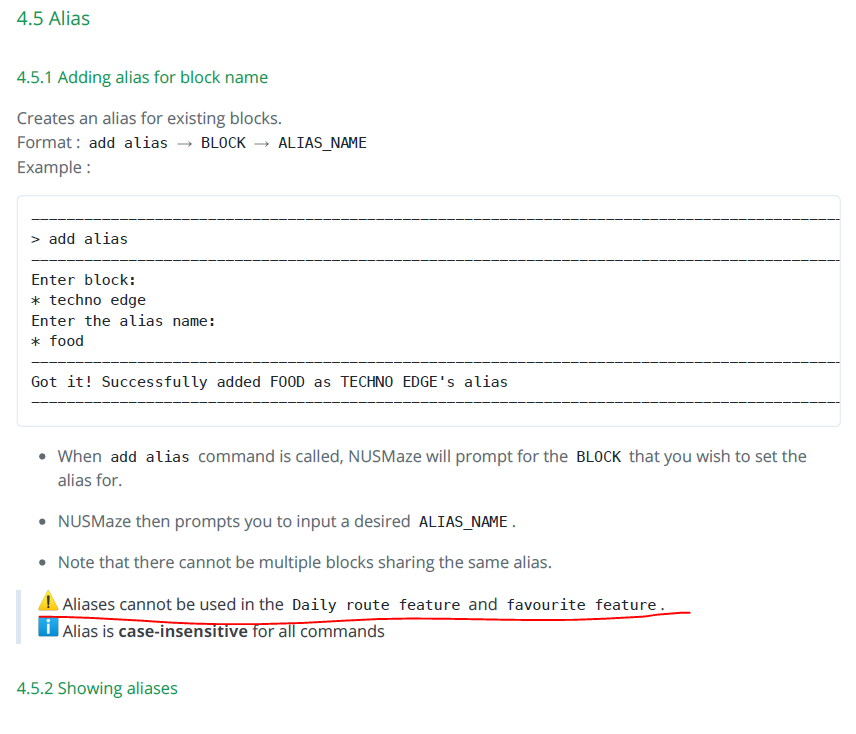 4.5 Alias
4.5.1 Adding alias for block name
Creates an alias for existing blocks.
Format : add alias → BLOCK → ALIAS_NAME
Example :
> add alias
Enter block:
* techno edge
Enter the alias name:
* food
Got it! Successfully added FOOD as TECHNO EDGE's alias
• When add alias command is called, NUSMaze will prompt for the BLOCK that you wish to set the
alias for.
• NUSMaze then prompts you to input a desired ALIAS_NAME.
• Note that there cannot be multiple blocks sharing the same alias.
⚠️ Aliases cannot be used in the Daily route feature and favourite feature.
ℹ️ Alias is case-insensitive for all commands
4.5.2 Showing aliases